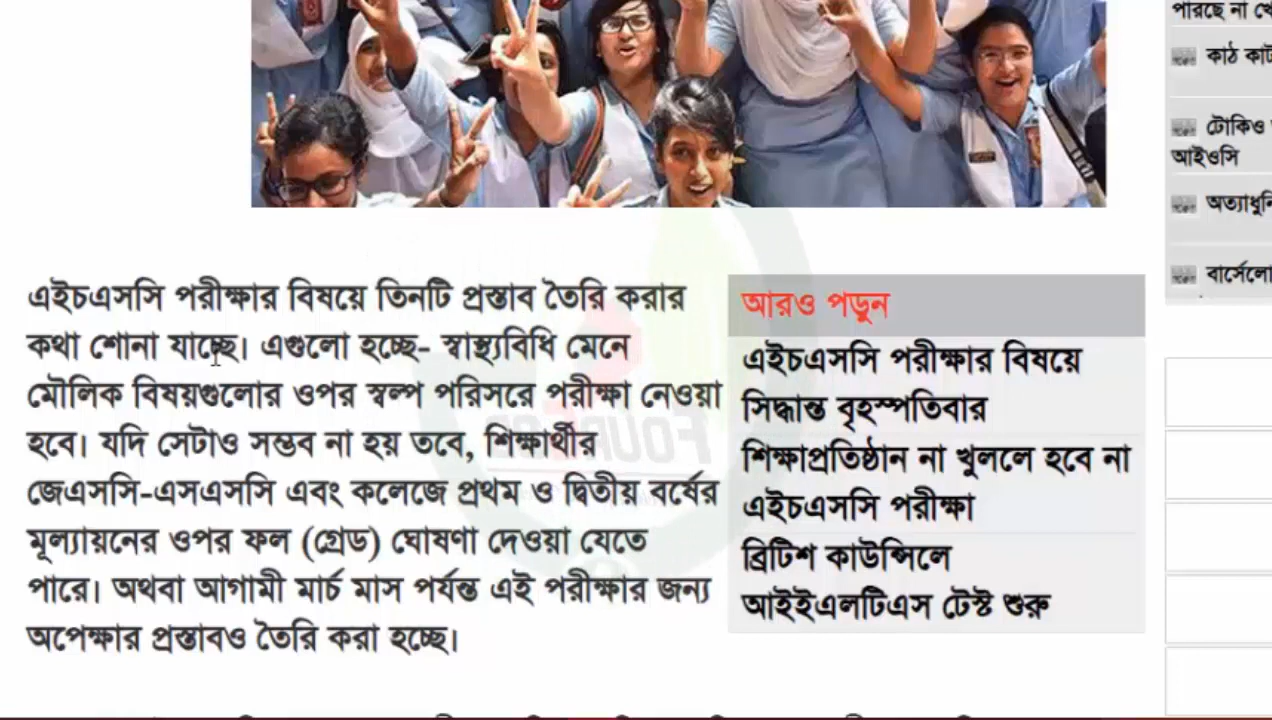 এইচএসসি পরীক্ষার বিষয়ে তিনটি প্রস্তাব তৈরি করার
কথা শোনা যাচ্ছে। এগুলো হচ্ছে- স্বাস্থ্যবিধি মেনে
মৌলিক বিষয়গুলোর ওপর স্বল্প পরিসরে পরীক্ষা নেওয়া
হবে। যদি সেটাও সম্ভব না হয় তবে, শিক্ষার্থীর
জেএসসি-এসএসসি এবং কলেজে প্রথম ও দ্বিতীয় বর্ষের
মূল্যায়নের ওপর ফল (গ্রেড) ঘোষণা দেওয়া যেতে
পারে। অথবা আগামী মার্চ মাস পর্যন্ত এই পরীক্ষার জন্য
অপেক্ষার প্রস্তাবও তৈরি করা হচ্ছে।
আরও পড়ুন
এইচএসসি পরীক্ষার বিষয়ে
সিদ্ধান্ত বৃহস্পতিবার
শিক্ষাপ্রতিষ্ঠান না খুললে হবে না
এইচএসসি পরীক্ষা
ব্রিটিশ কাউন্সিলে
আইইএলটিএস টেস্ট শুরু
পারছে না
কাঠ
টোকিও
আইওসি